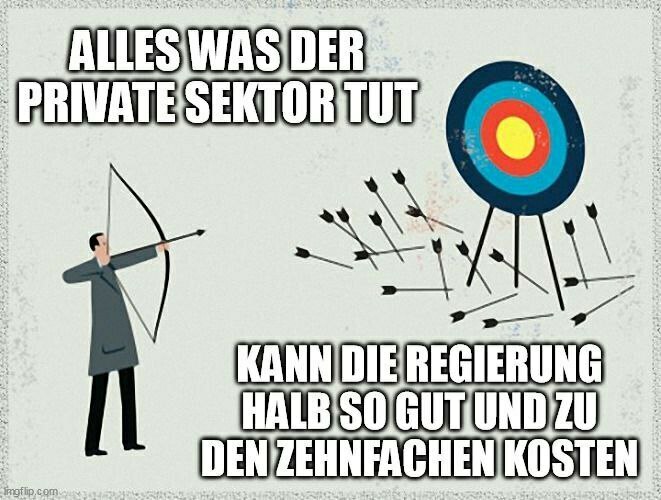 ALLES WAS DER
PRIVATE SEKTOR TUT
KANN DIE REGIERUNG
HALB SO GUT UND ZU
DEN ZEHNFACHEN KOSTEN
imgflip.com